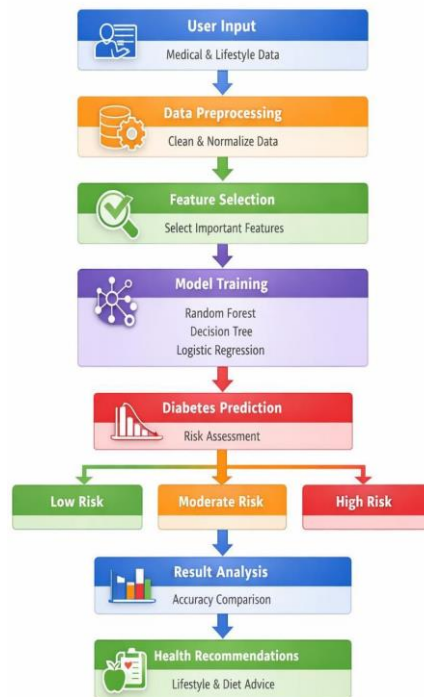 User Input
Medical & Lifestyle Data
Data Preprocessing
Clean & Normalize Data
Feature Selection
Select Important Features
Model Training
Random Forest
Decision Tree
Logistic Regression
Diabetes Prediction
Risk Assessment
Low Risk
Moderate Risk
High Risk
Result Analysis
Accuracy Comparison
Health Recommendations
Lifestyle & Diet Advice